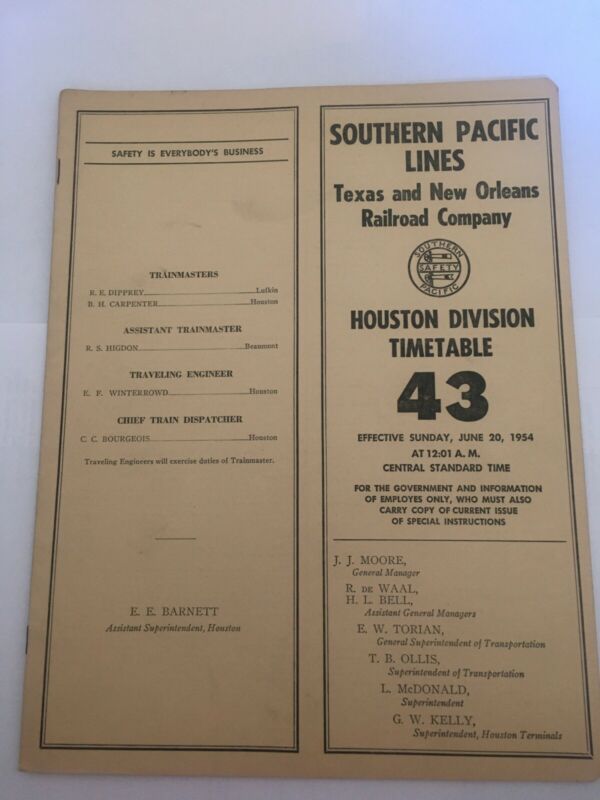 SAFETY IS EVERYBODY'S BUSINESS
TRAINMASTERS
R. E. DIPPREY Lufkin
B. H. CARPENTER Houston
ASSISTANT TRAINMASTER
R. S. HIGDON Beaumont
TRAVELING ENGINEER
K. F. WINTERROWD Houston
CHIEF TRAIN DISPATCHER
C. C. BOURGEOIS Houston
Traveling Engineers will exercise duties of Trainmaster.
E. E. BARNETT
Assistant Superintendent, Houston
SOUTHERN PACIFIC
LINES
Texas and New Orleans
Railroad Company
SOUTHERN
SAFETY
PACIFIC
HOUSTON DIVISION
TIMETABLE
43
EFFECTIVE SUNDAY, JUNE 20, 1954
AT 12:01 A. M.
CENTRAL STANDARD TIME
FOR THE GOVERNMENT AND INFORMATION
OF EMPLOYES ONLY, WHO MUST ALSO
CARRY COPY OF CURRENT ISSUE
OF SPECIAL INSTRUCTIONS
J. J. MOORE,
General Manager
R. DE WAAL,
H. L. BELL,
Assistant General Managers
E. W. TORIAN,
General Superintendent of Transportation
T. B. OLLIS,
Superintendent of Transportation
L. McDONALD,
Superintendent
G. W. KELLY,
Superintendent, Houston Terminals